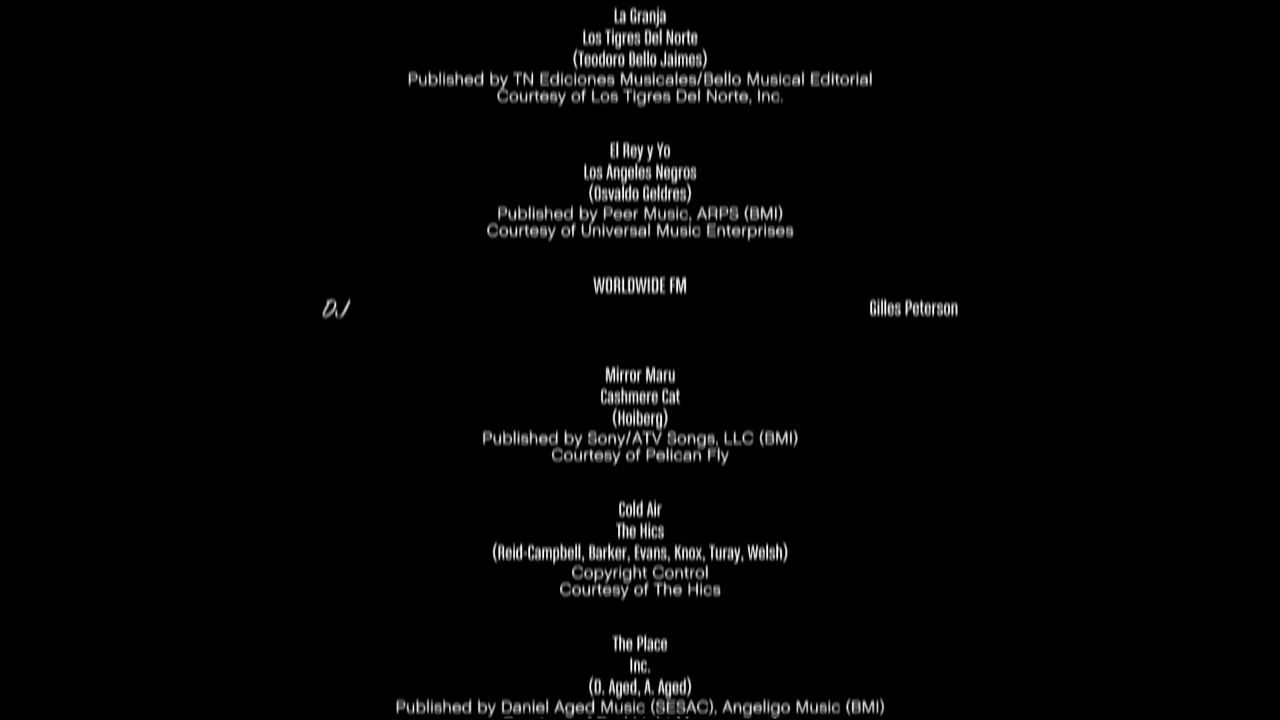 La Granja
Los Tigres Del Norte
(Teodoro Bello Jaimes)
Published by TN Ediciones Musicales/Bello Musical Editorial
Courtesy of Los Tigres Del Norte, Inc.
El Rey y Yo
Los Angeles Negros
(Osvaldo Geldres)
Published by Peer Music, ARPS (BMI)
Courtesy of Universal Music Enterprises
WORLDWIDE FM
DJ Gilles Peterson
Mirror Maru
Cashmere Cat
(Hoiberg)
Published by Sony/ATV Songs, LLC (BMI)
Courtesy of Pelican Fly
Cold Air
The Hics
(Reid-Campbell, Barker, Evans, Knox, Turay, Welsh)
Copyright Control
Courtesy of The Hics
The Place
Inc.
(D. Aged, A. Aged)
Published by Daniel Aged Music (SESAC), Angeligo Music (BMI)